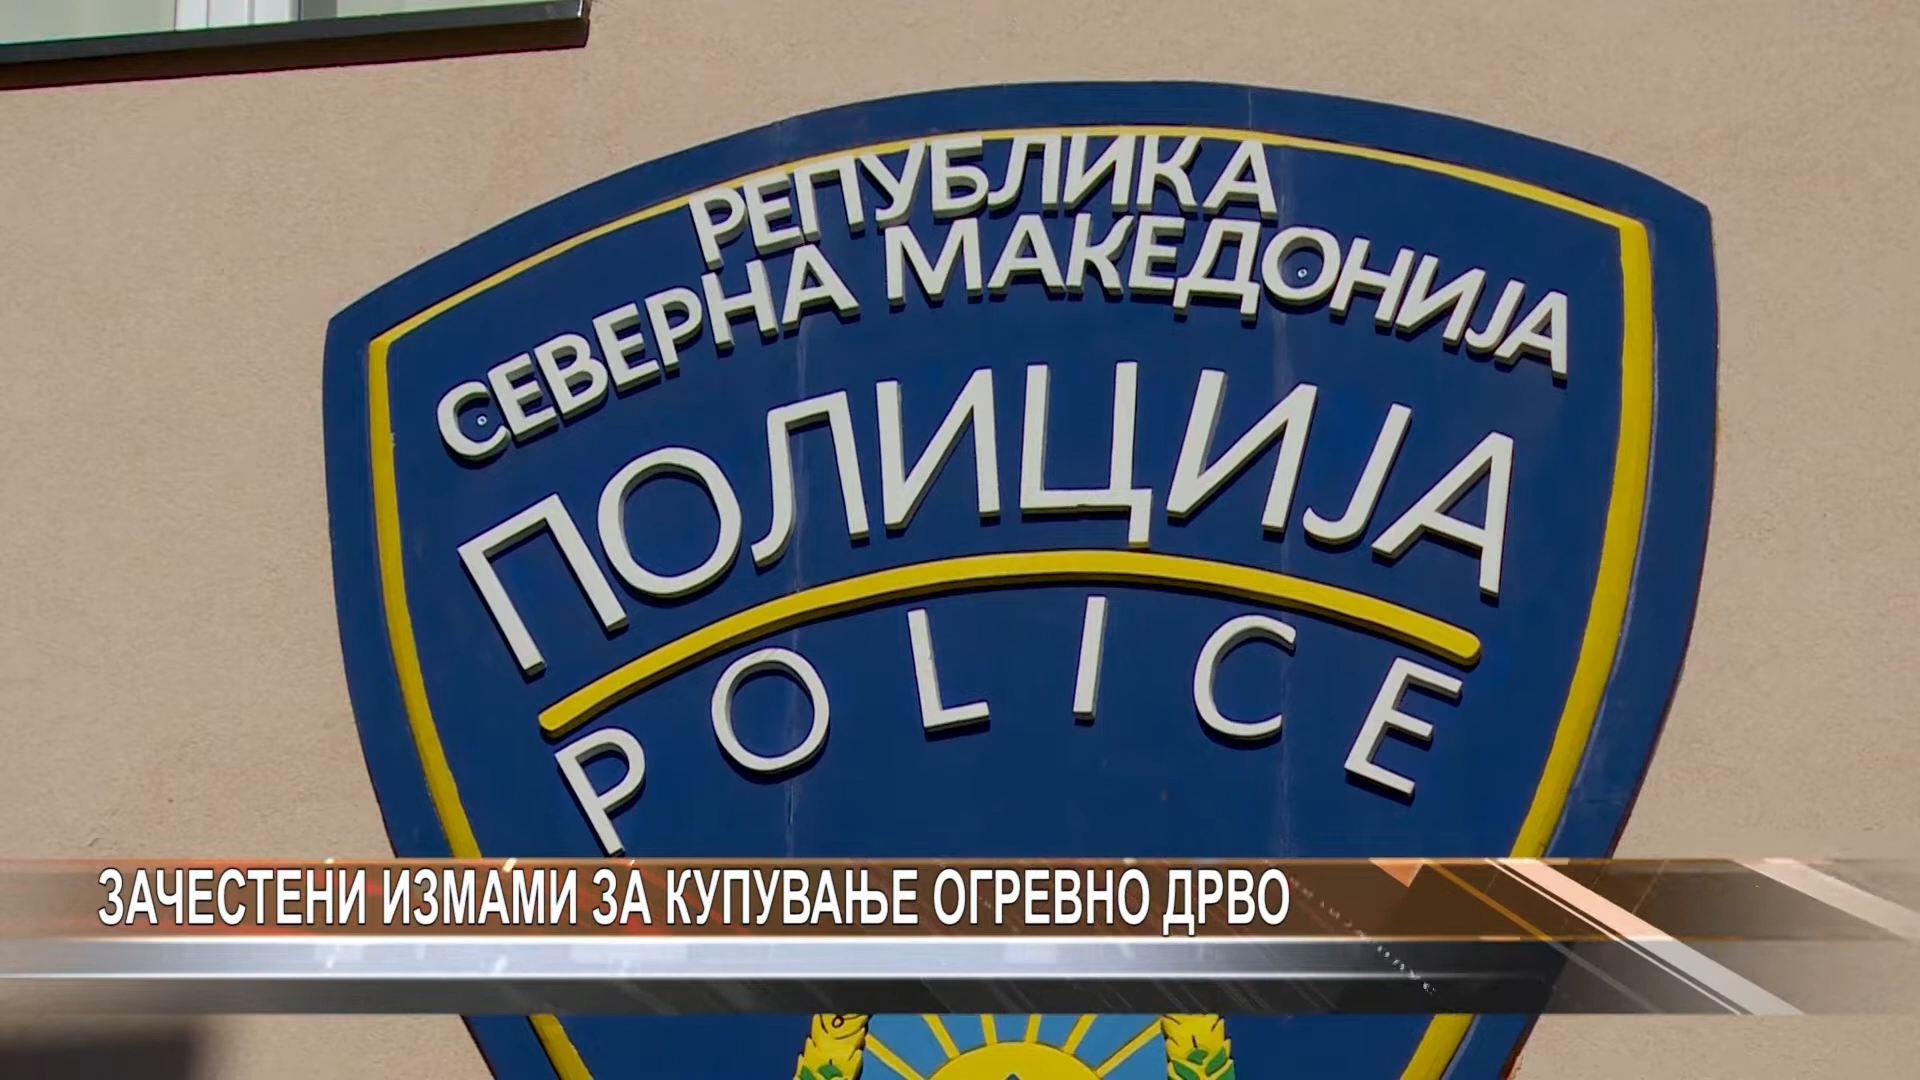 РЕПУБЛИКА
СЕВЕРНА МАКЕДОНИЈА
ПОЛИЦИЈА
POLICE
ЗАЧЕСТЕНИ ИЗМАМИ ЗА КУПУВАЊЕ ОГРЕВНО ДРВО